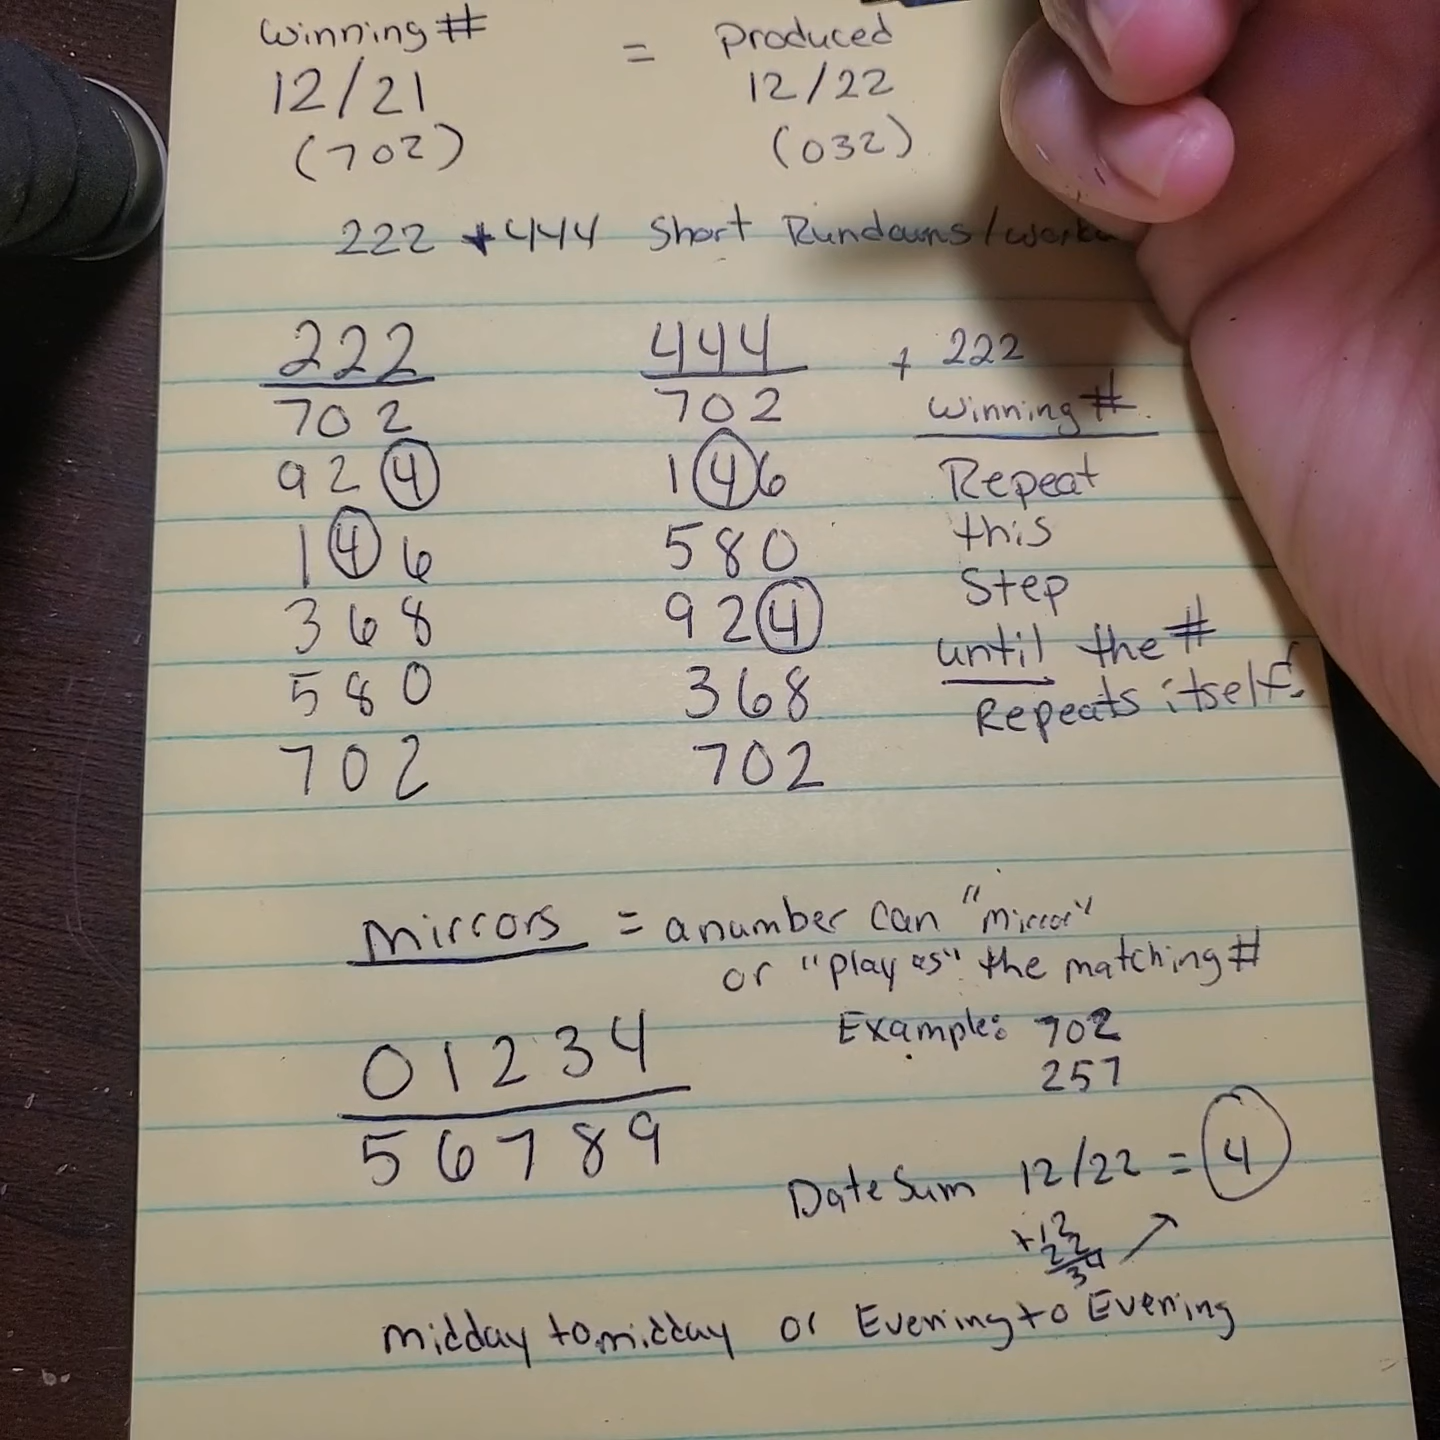 Winning # = Produced
12/21 12/22
(702) (032)
222 + 444 Short Rundowns/
222 444 + 222
702 702 Winning #.
924 146 Repeat
146 580 this
368 924 Step
580 368 until the #
702 702 Repeats itself.
Mirrors = a number can "mirror"
or "play as" the matching #
Example: 702
257
01234
56789
Date Sum 12/22 = 4
+12
22
34
midday to midday or Evening to Evening